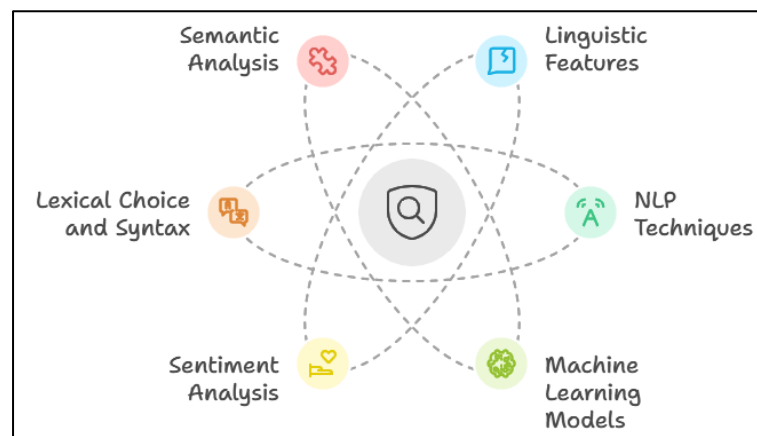 Semantic
Analysis
Linguistic
Features
Lexical Choice
and Syntax
NLP
Techniques
Sentiment
Analysis
Machine
Learning
Models